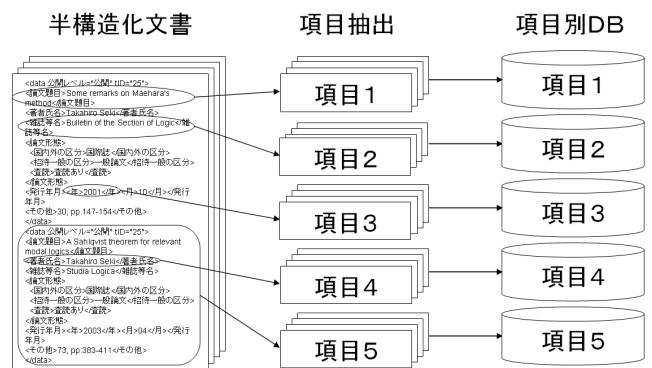 半構造化文書
項目抽出
項目別DB
<data 公開レベル="公開" tID="25">
<論文題目>Some remarks on Maehara's
method</論文題目>
<著者氏名>Takahiro Seki</著者氏名>
<雑誌等名>Bulletin of the Section of Logic</雑
誌等名>
<論文形態>
<国内外の区分>国際誌</国内外の区分>
<招待一般の区分>一般論文</招待一般の区分>
<査読>査読あり</査読>
</論文形態>
<発行年月><年>2001</年><月>10</月></発行
年月>
<その他>30, pp.147-154</その他>
</data>
<data 公開レベル="公開" tID="25">
<論文題目>A Sahlqvist theorem for relevant
modal logics</論文題目>
<著者氏名>Takahiro Seki</著者氏名>
<雑誌等名>Studia Logica</雑誌等名>
<論文形態>
<国内外の区分>国際誌</国内外の区分>
<招待一般の区分>一般論文</招待一般の区分>
<査読>査読あり</査読>
</論文形態>
<発行年月><年>2003</年><月>04</月></発行
年月>
<その他>73, pp.383-411</その他>
</data>
項目1
項目2
項目3
項目4
項目5
項目1
項目2
項目3
項目4
項目5